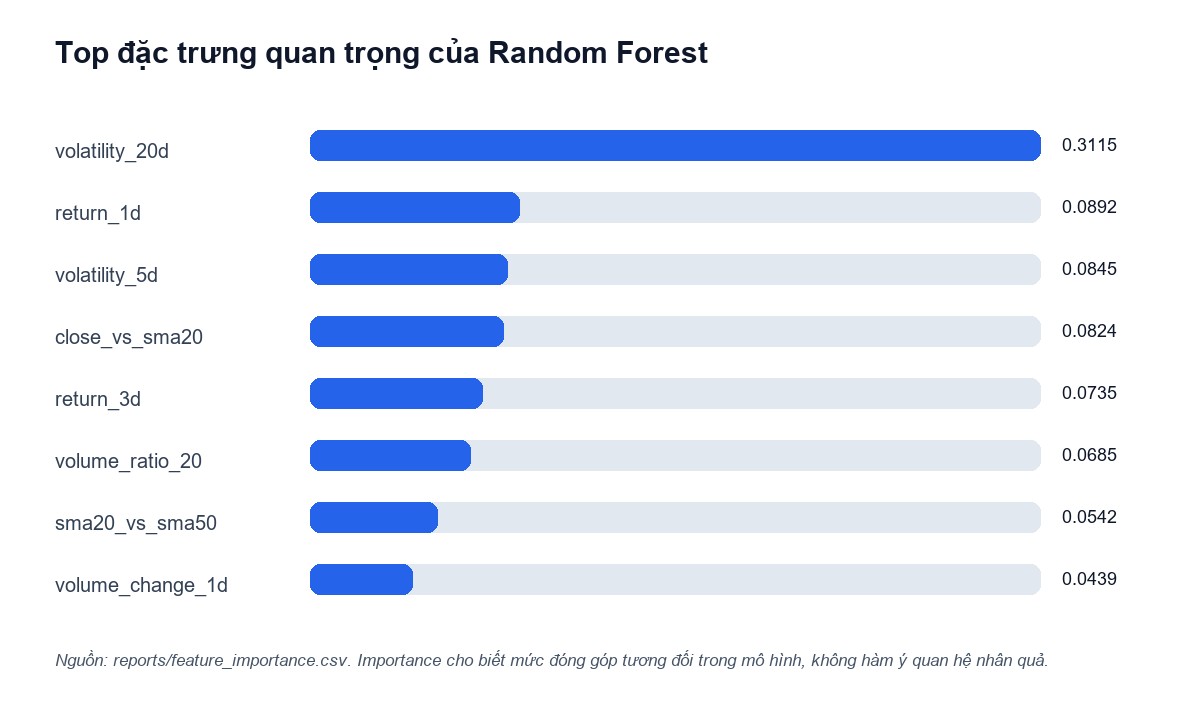 Top đặc trưng quan trọng của Random Forest
volatility_20d 0.3115
return_1d 0.0892
volatility_5d 0.0845
close_vs_sma20 0.0824
return_3d 0.0735
volume_ratio_20 0.0685
sma20_vs_sma50 0.0542
volume_change_1d 0.0439
Nguồn: reports/feature_importance.csv. Importance cho biết mức đóng góp tương đối trong mô hình, không hàm ý quan hệ nhân quả.